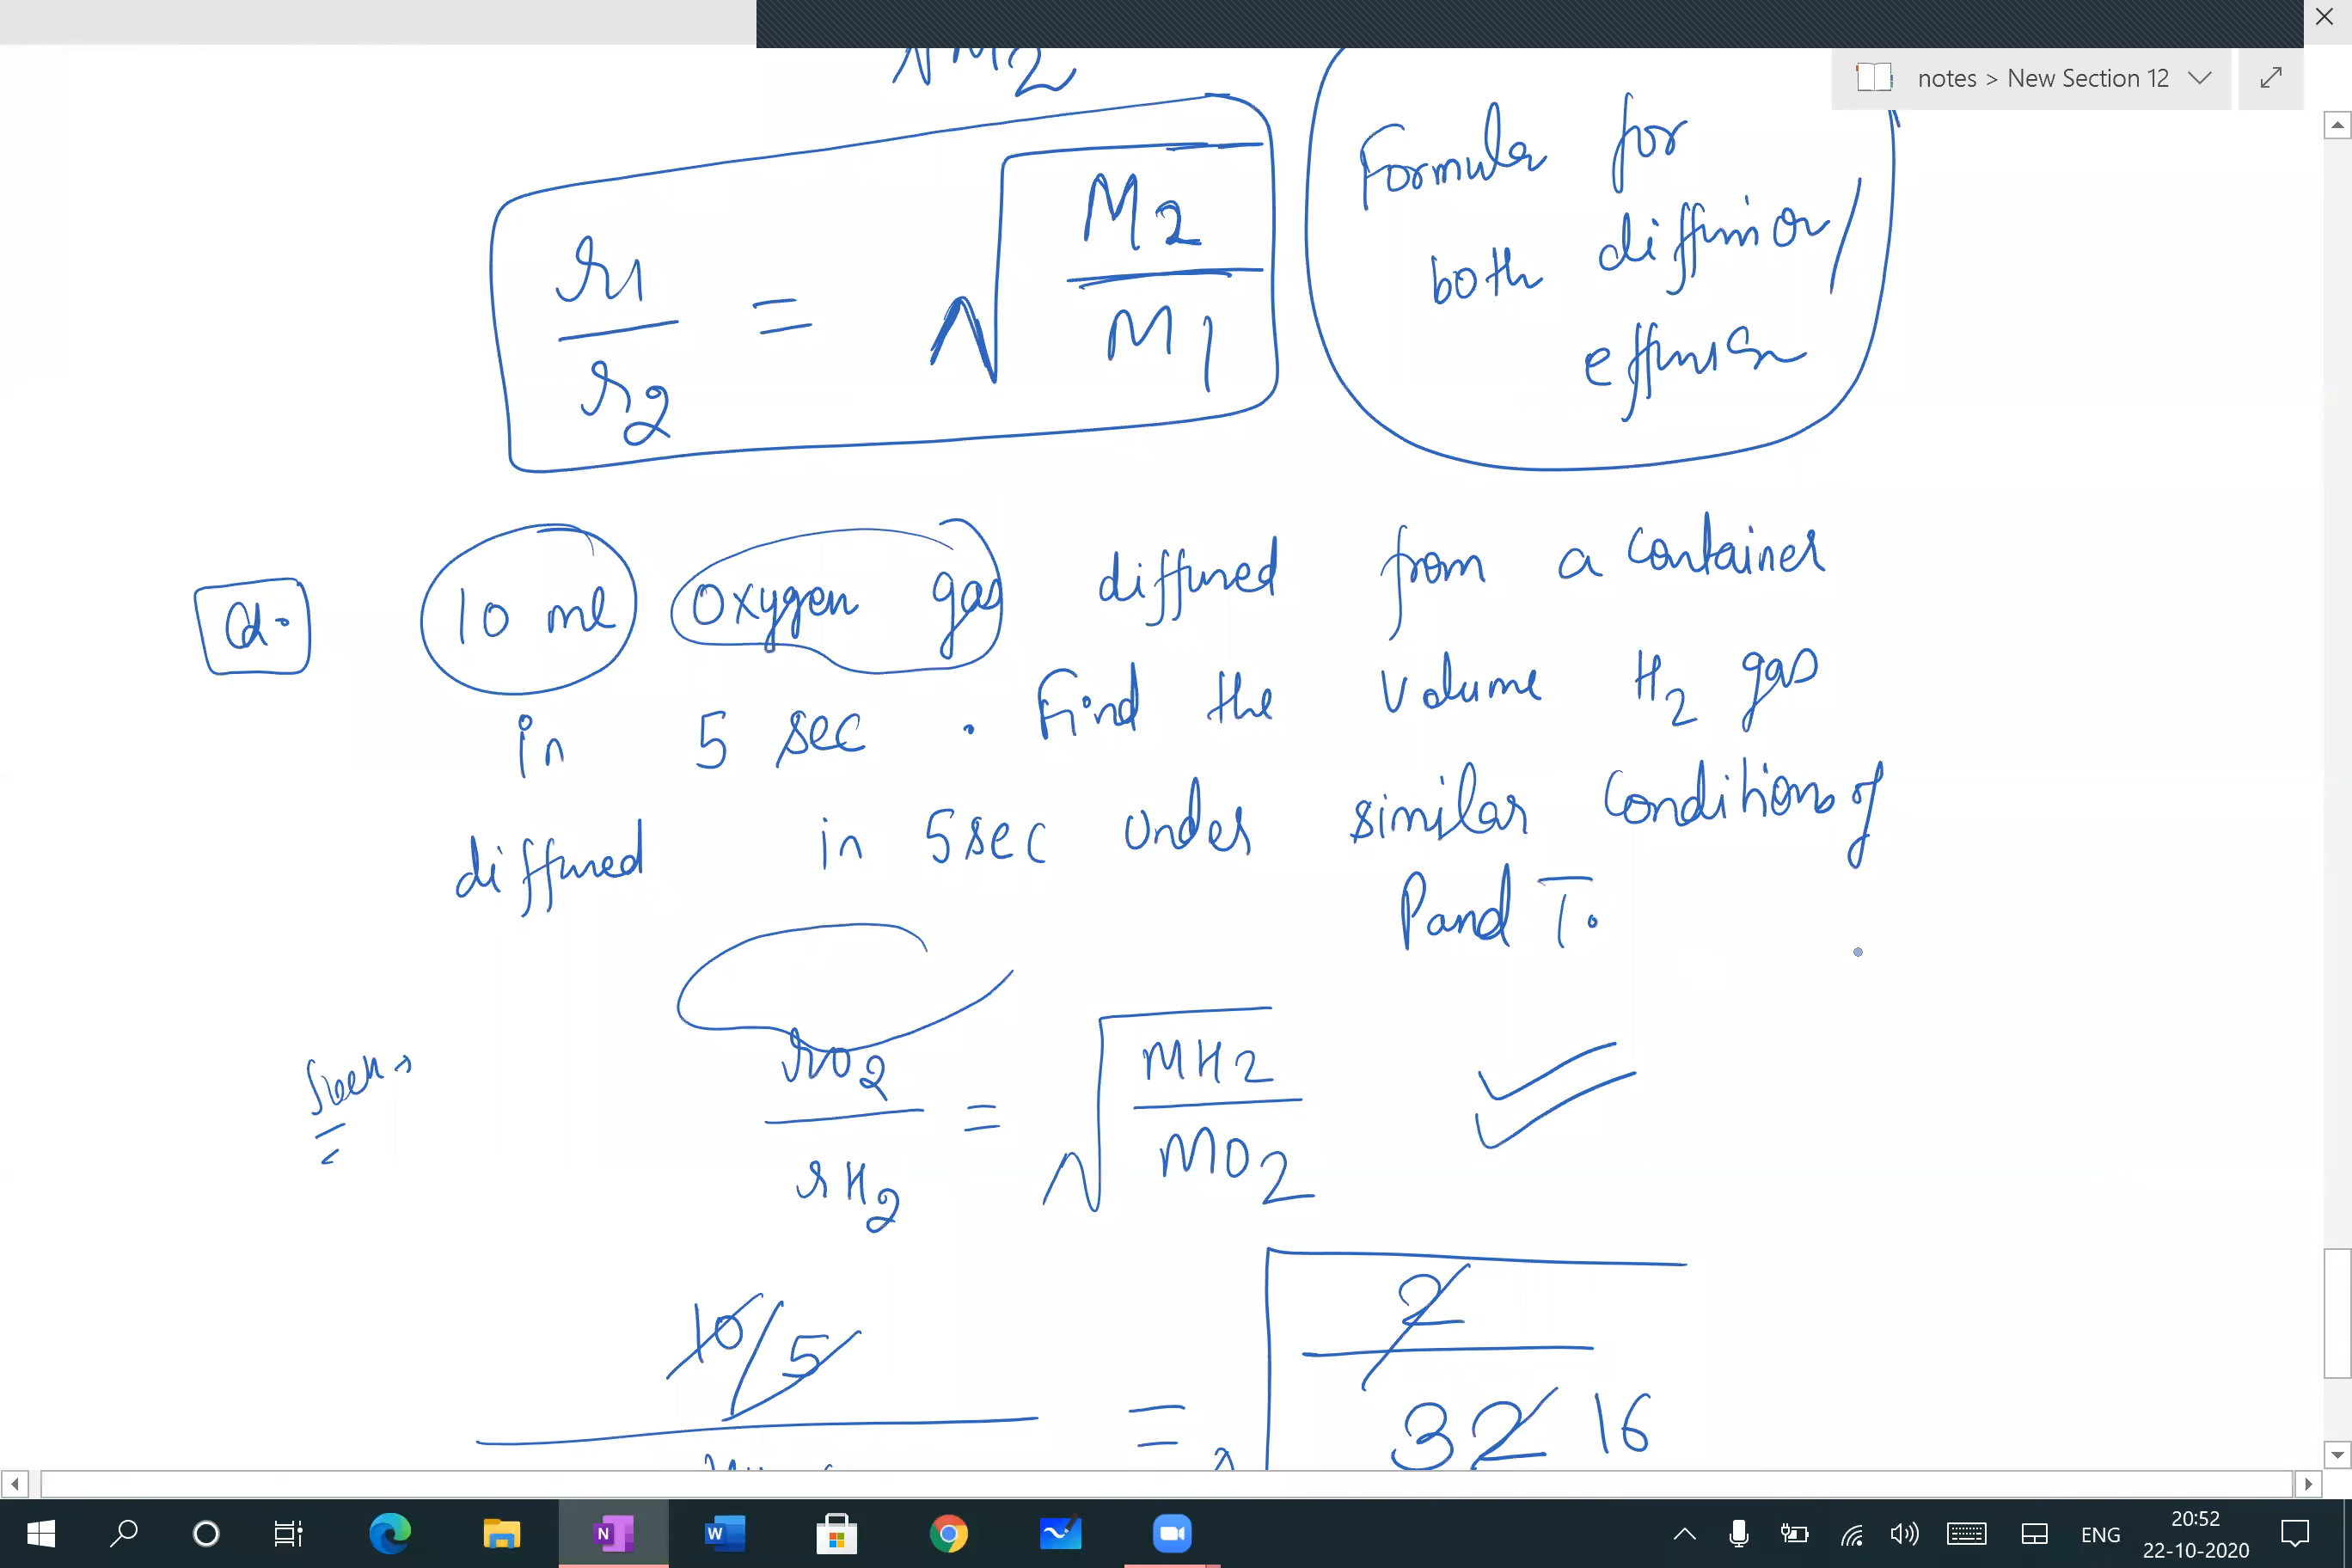 notes > New Section 12
√M2
r1/r2 = √(M2/M1)
Formula for
both diffusion/
effusion
Q. 10 ml oxygen gas diffused from a container
in 5 sec. Find the volume H2 gas
diffused in 5 sec under similar conditions of
P and T.
rO2/rH2 = √(MH2/MO2)
10/5 = √(2/32 16
N
W
ENG
20:52
22-10-2020